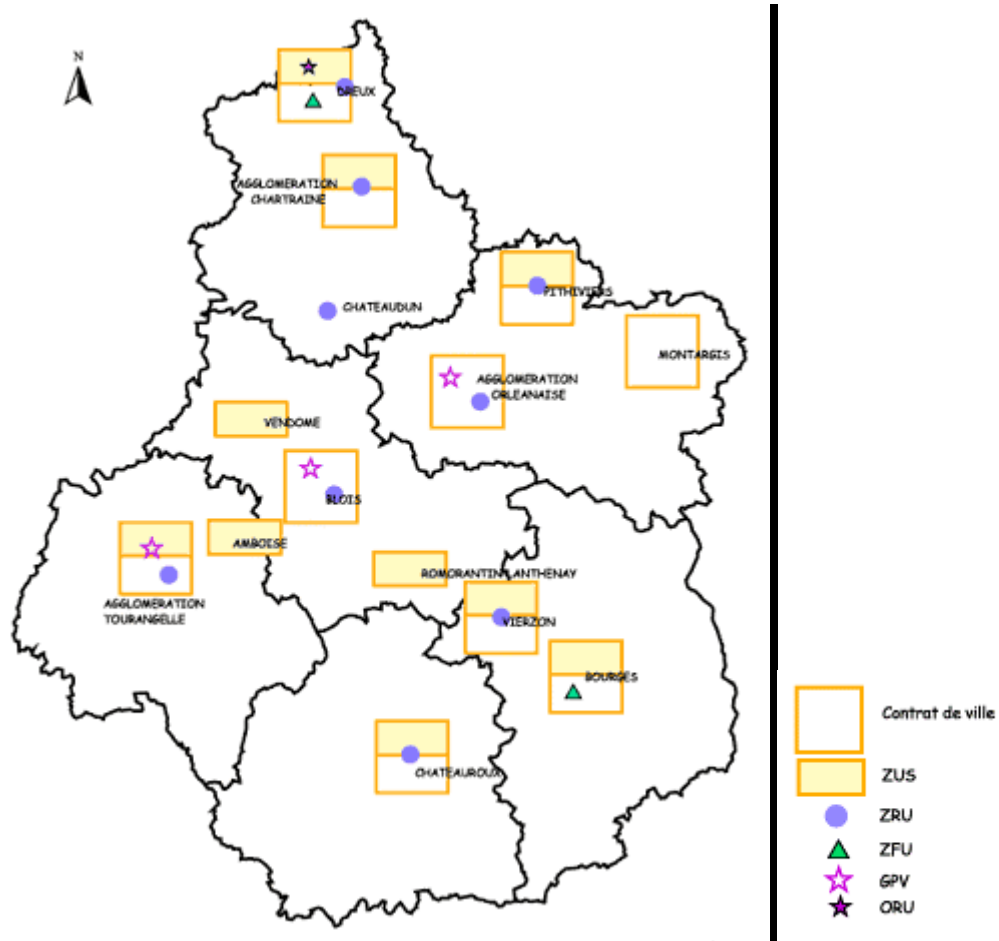 N
DREUX
AGGLOMERATION
CHARTRAINE
PITHIVIERS
CHATEAUDUN
MONTARGIS
AGGLOMERATION
ORLEANAISE
VENDOME
BLOIS
AMBOISE
ROMORANTIN LANTHENAY
AGGLOMERATION
TOURANGELLE
VIERZON
BOURGES
CHATEAUROUX
Contrat de ville
ZUS
ZRU
ZFU
GPV
ORU